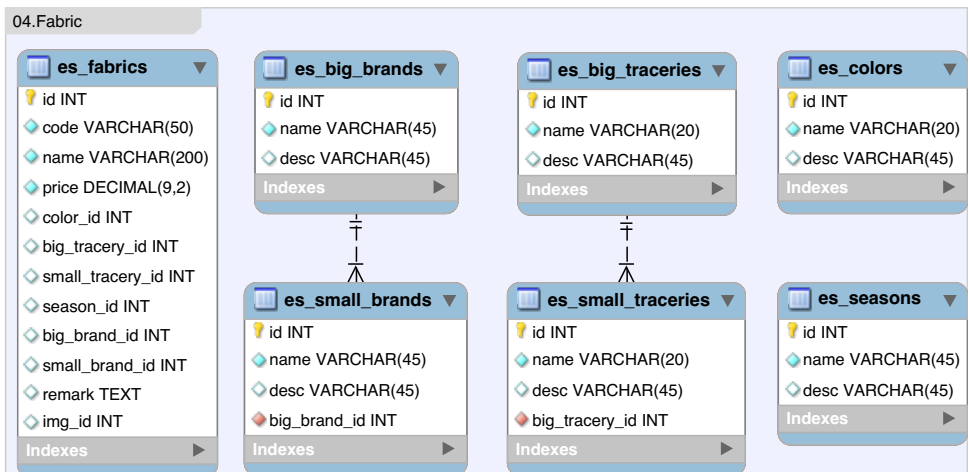 04.Fabric
es_fabrics
id INT
code VARCHAR(50)
name VARCHAR(200)
price DECIMAL(9,2)
color_id INT
big_tracery_id INT
small_tracery_id INT
season_id INT
big_brand_id INT
small_brand_id INT
remark TEXT
img_id INT
Indexes
es_big_brands
id INT
name VARCHAR(45)
desc VARCHAR(45)
Indexes
es_small_brands
id INT
name VARCHAR(45)
desc VARCHAR(45)
big_brand_id INT
Indexes
es_big_traceries
id INT
name VARCHAR(20)
desc VARCHAR(45)
Indexes
es_small_traceries
id INT
name VARCHAR(20)
desc VARCHAR(45)
big_tracery_id INT
Indexes
es_colors
id INT
name VARCHAR(20)
desc VARCHAR(45)
Indexes
es_seasons
id INT
name VARCHAR(45)
desc VARCHAR(45)
Indexes